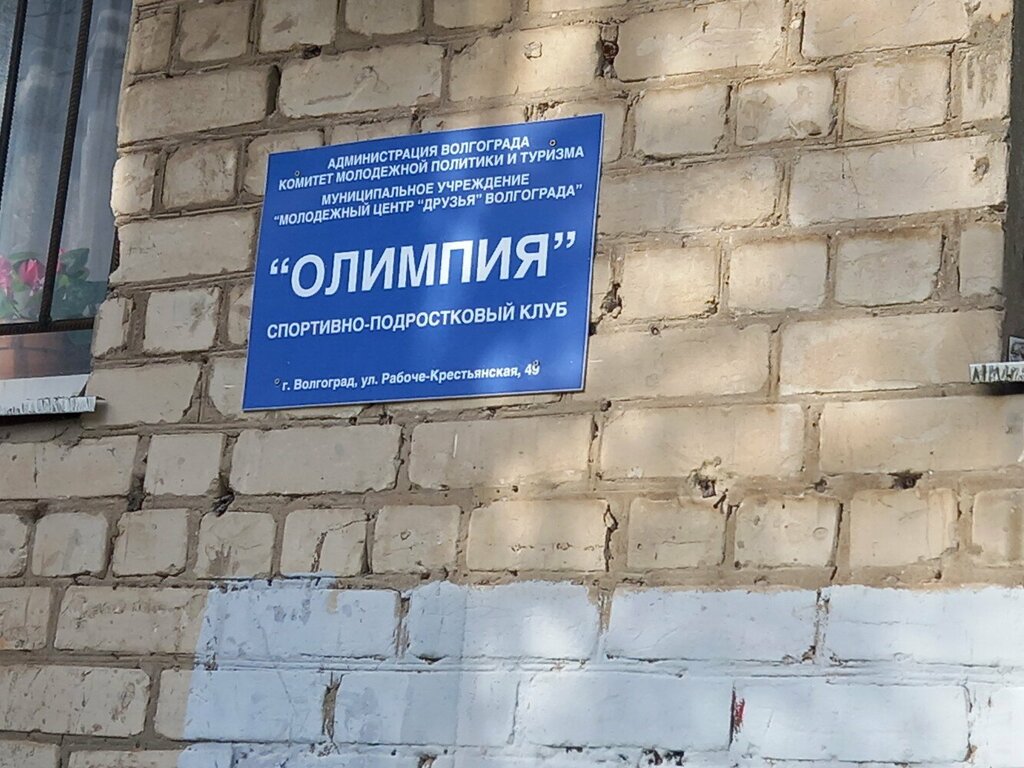 АДМИНИСТРАЦИЯ ВОЛГОГРАДА
КОМИТЕТ МОЛОДЕЖНОЙ ПОЛИТИКИ И ТУРИЗМА
МУНИЦИПАЛЬНОЕ УЧРЕЖДЕНИЕ
"МОЛОДЕЖНЫЙ ЦЕНТР "ДРУЗЬЯ" ВОЛГОГРАДА"
“ОЛИМПИЯ”
СПОРТИВНО-ПОДРОСТКОВЫЙ КЛУБ
г. Волгоград, ул. Рабоче-Крестьянская, 49